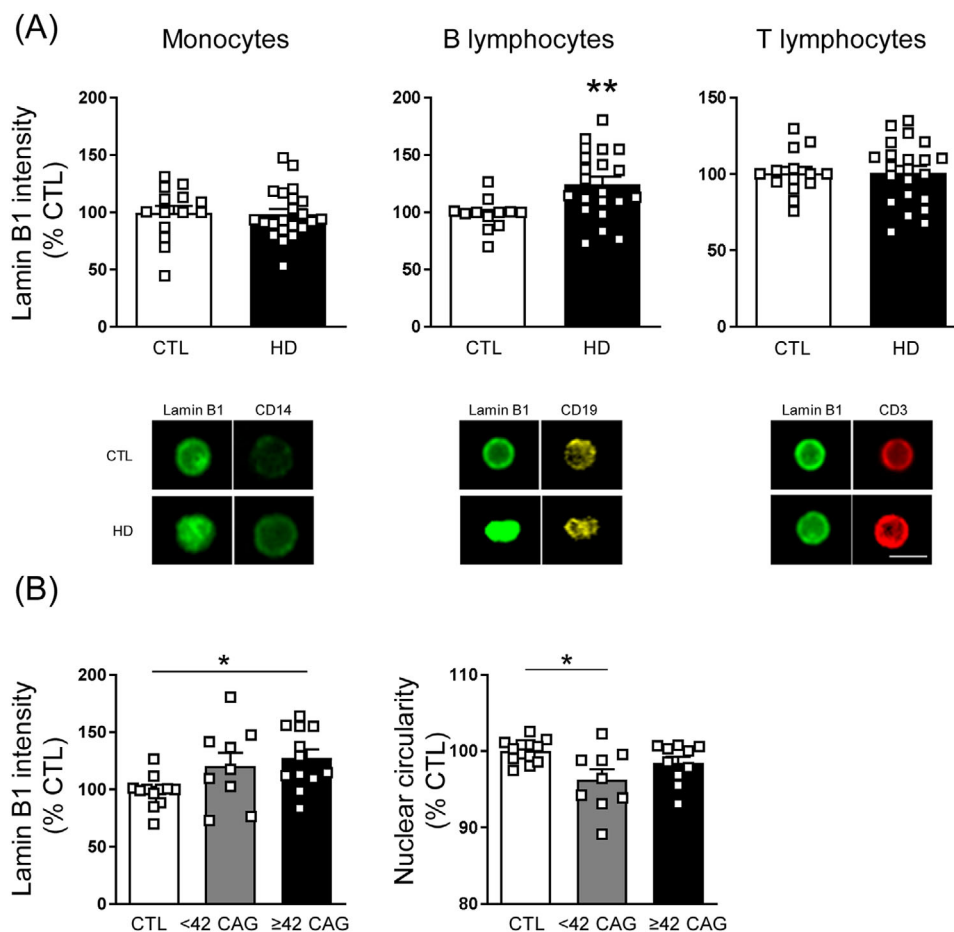 (A)
Monocytes
B lymphocytes
T lymphocytes
Lamin B1 intensity
(% CTL)
200
150
100
50
0
CTL HD
200
150
100
50
0
**
CTL HD
150
100
50
0
CTL HD
Lamin B1 CD14
CTL
HD
Lamin B1 CD19
Lamin B1 CD3
(B)
Lamin B1 intensity
(% CTL)
200
150
100
50
0
*
CTL <42 CAG ≥42 CAG
Nuclear circularity
(% CTL)
110
100
90
80
*
CTL <42 CAG ≥42 CAG